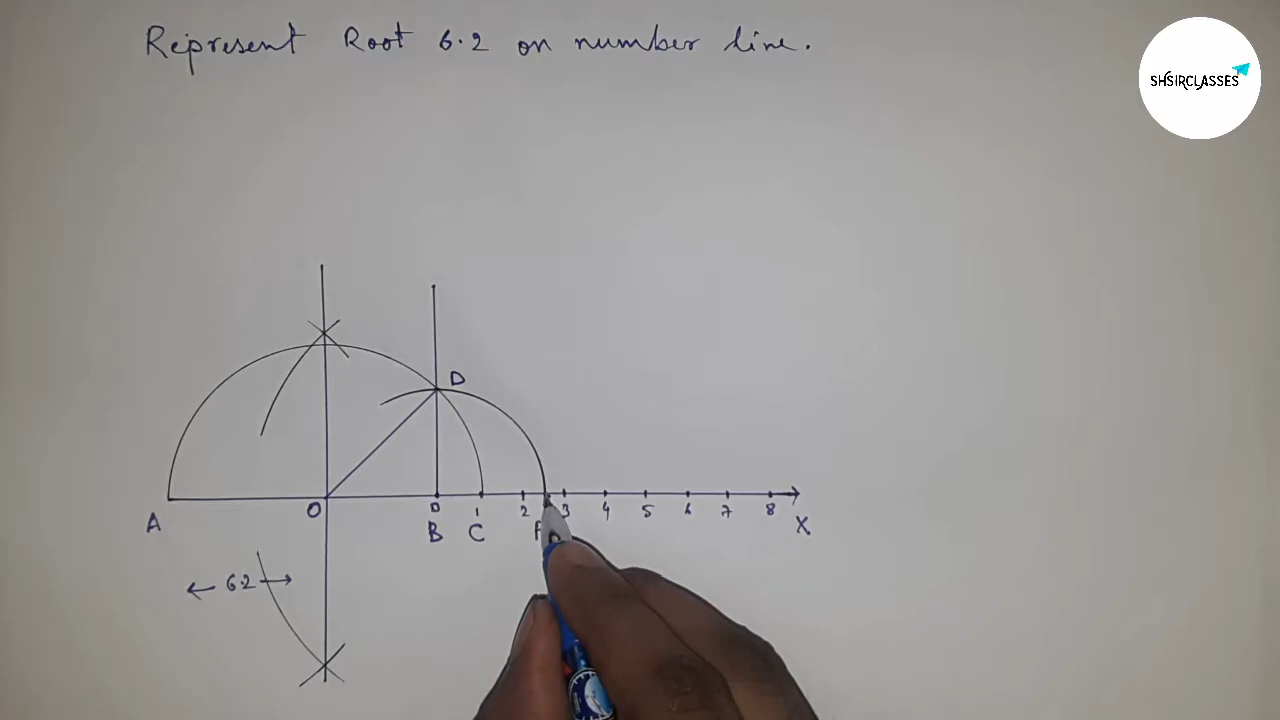 Represent Root 6.2 on number line.
SHSIRCLASSES
D
A O B C X
0 1 2 3 4 5 6 7 8
6.2